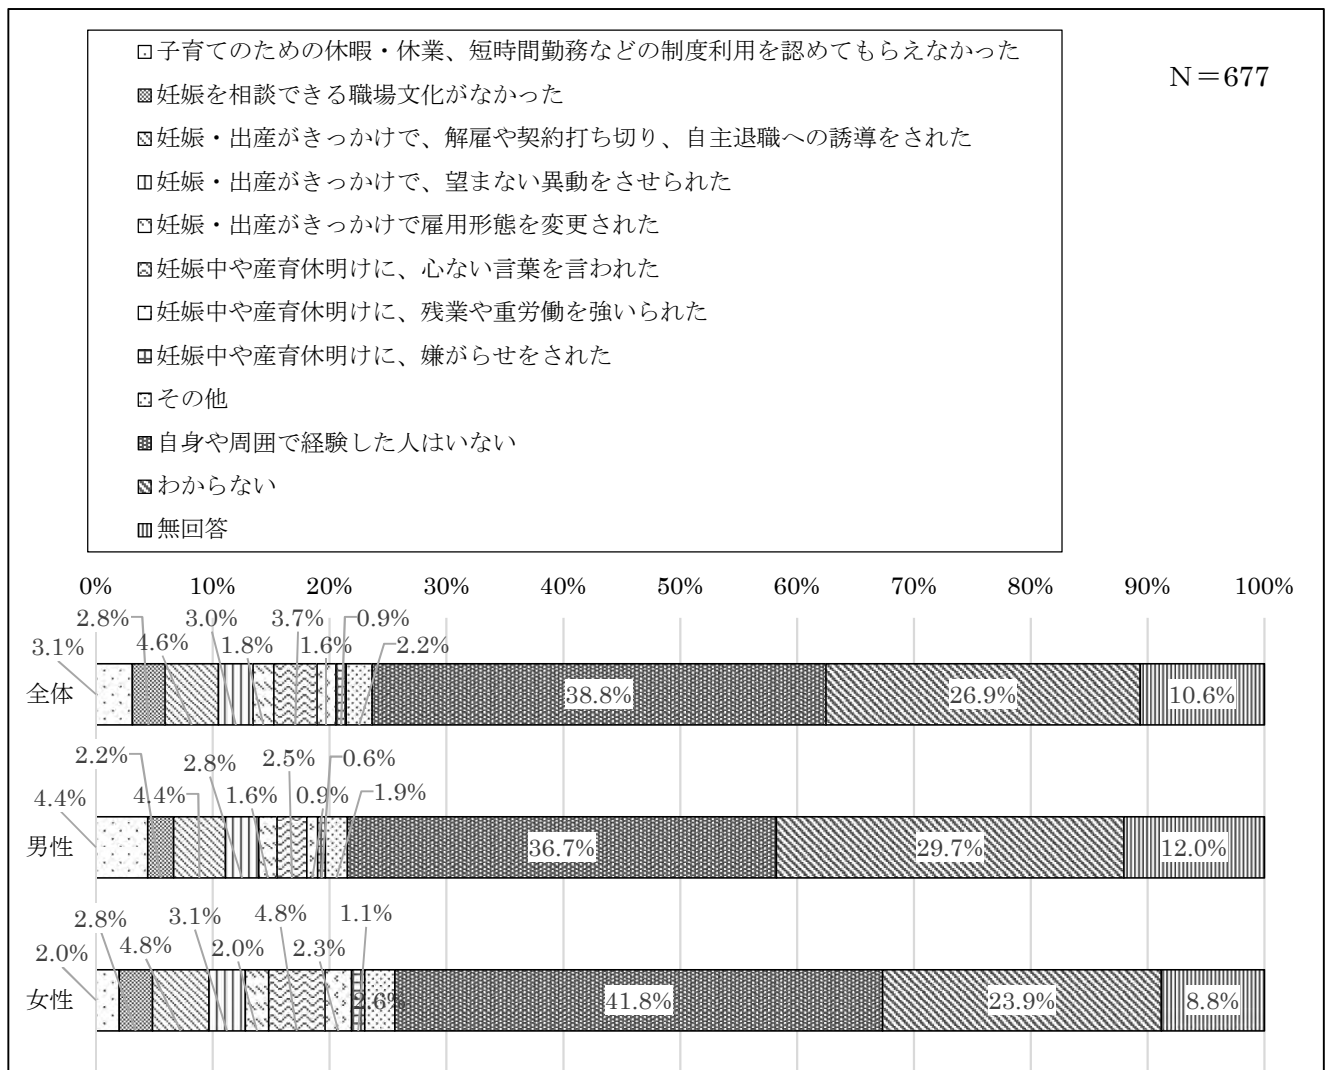 子育てのための休暇・休業、短時間勤務などの制度利用を認めてもらえなかった
N＝677
妊娠を相談できる職場文化がなかった
妊娠・出産がきっかけで、解雇や契約打ち切り、自主退職への誘導をされた
妊娠・出産がきっかけで、望まない異動をさせられた
妊娠・出産がきっかけで雇用形態を変更された
妊娠中や産育休明けに、心ない言葉を言われた
妊娠中や産育休明けに、残業や重労働を強いられた
妊娠中や産育休明けに、嫌がらせをされた
その他
自身や周囲で経験した人はいない
わからない
無回答
0% 10% 20% 30% 40% 50% 60% 70% 80% 90% 100%
2.8% 3.0% 3.7% 0.9%
3.1% 4.6% 1.8% 1.6% 2.2%
全体 38.8% 26.9% 10.6%
2.2% 2.8% 2.5% 0.6%
4.4% 4.4% 1.6% 0.9% 1.9%
男性 36.7% 29.7% 12.0%
2.8% 3.1% 4.8% 1.1%
2.0% 4.8% 2.0% 2.3%
女性 2.6% 41.8% 23.9% 8.8%